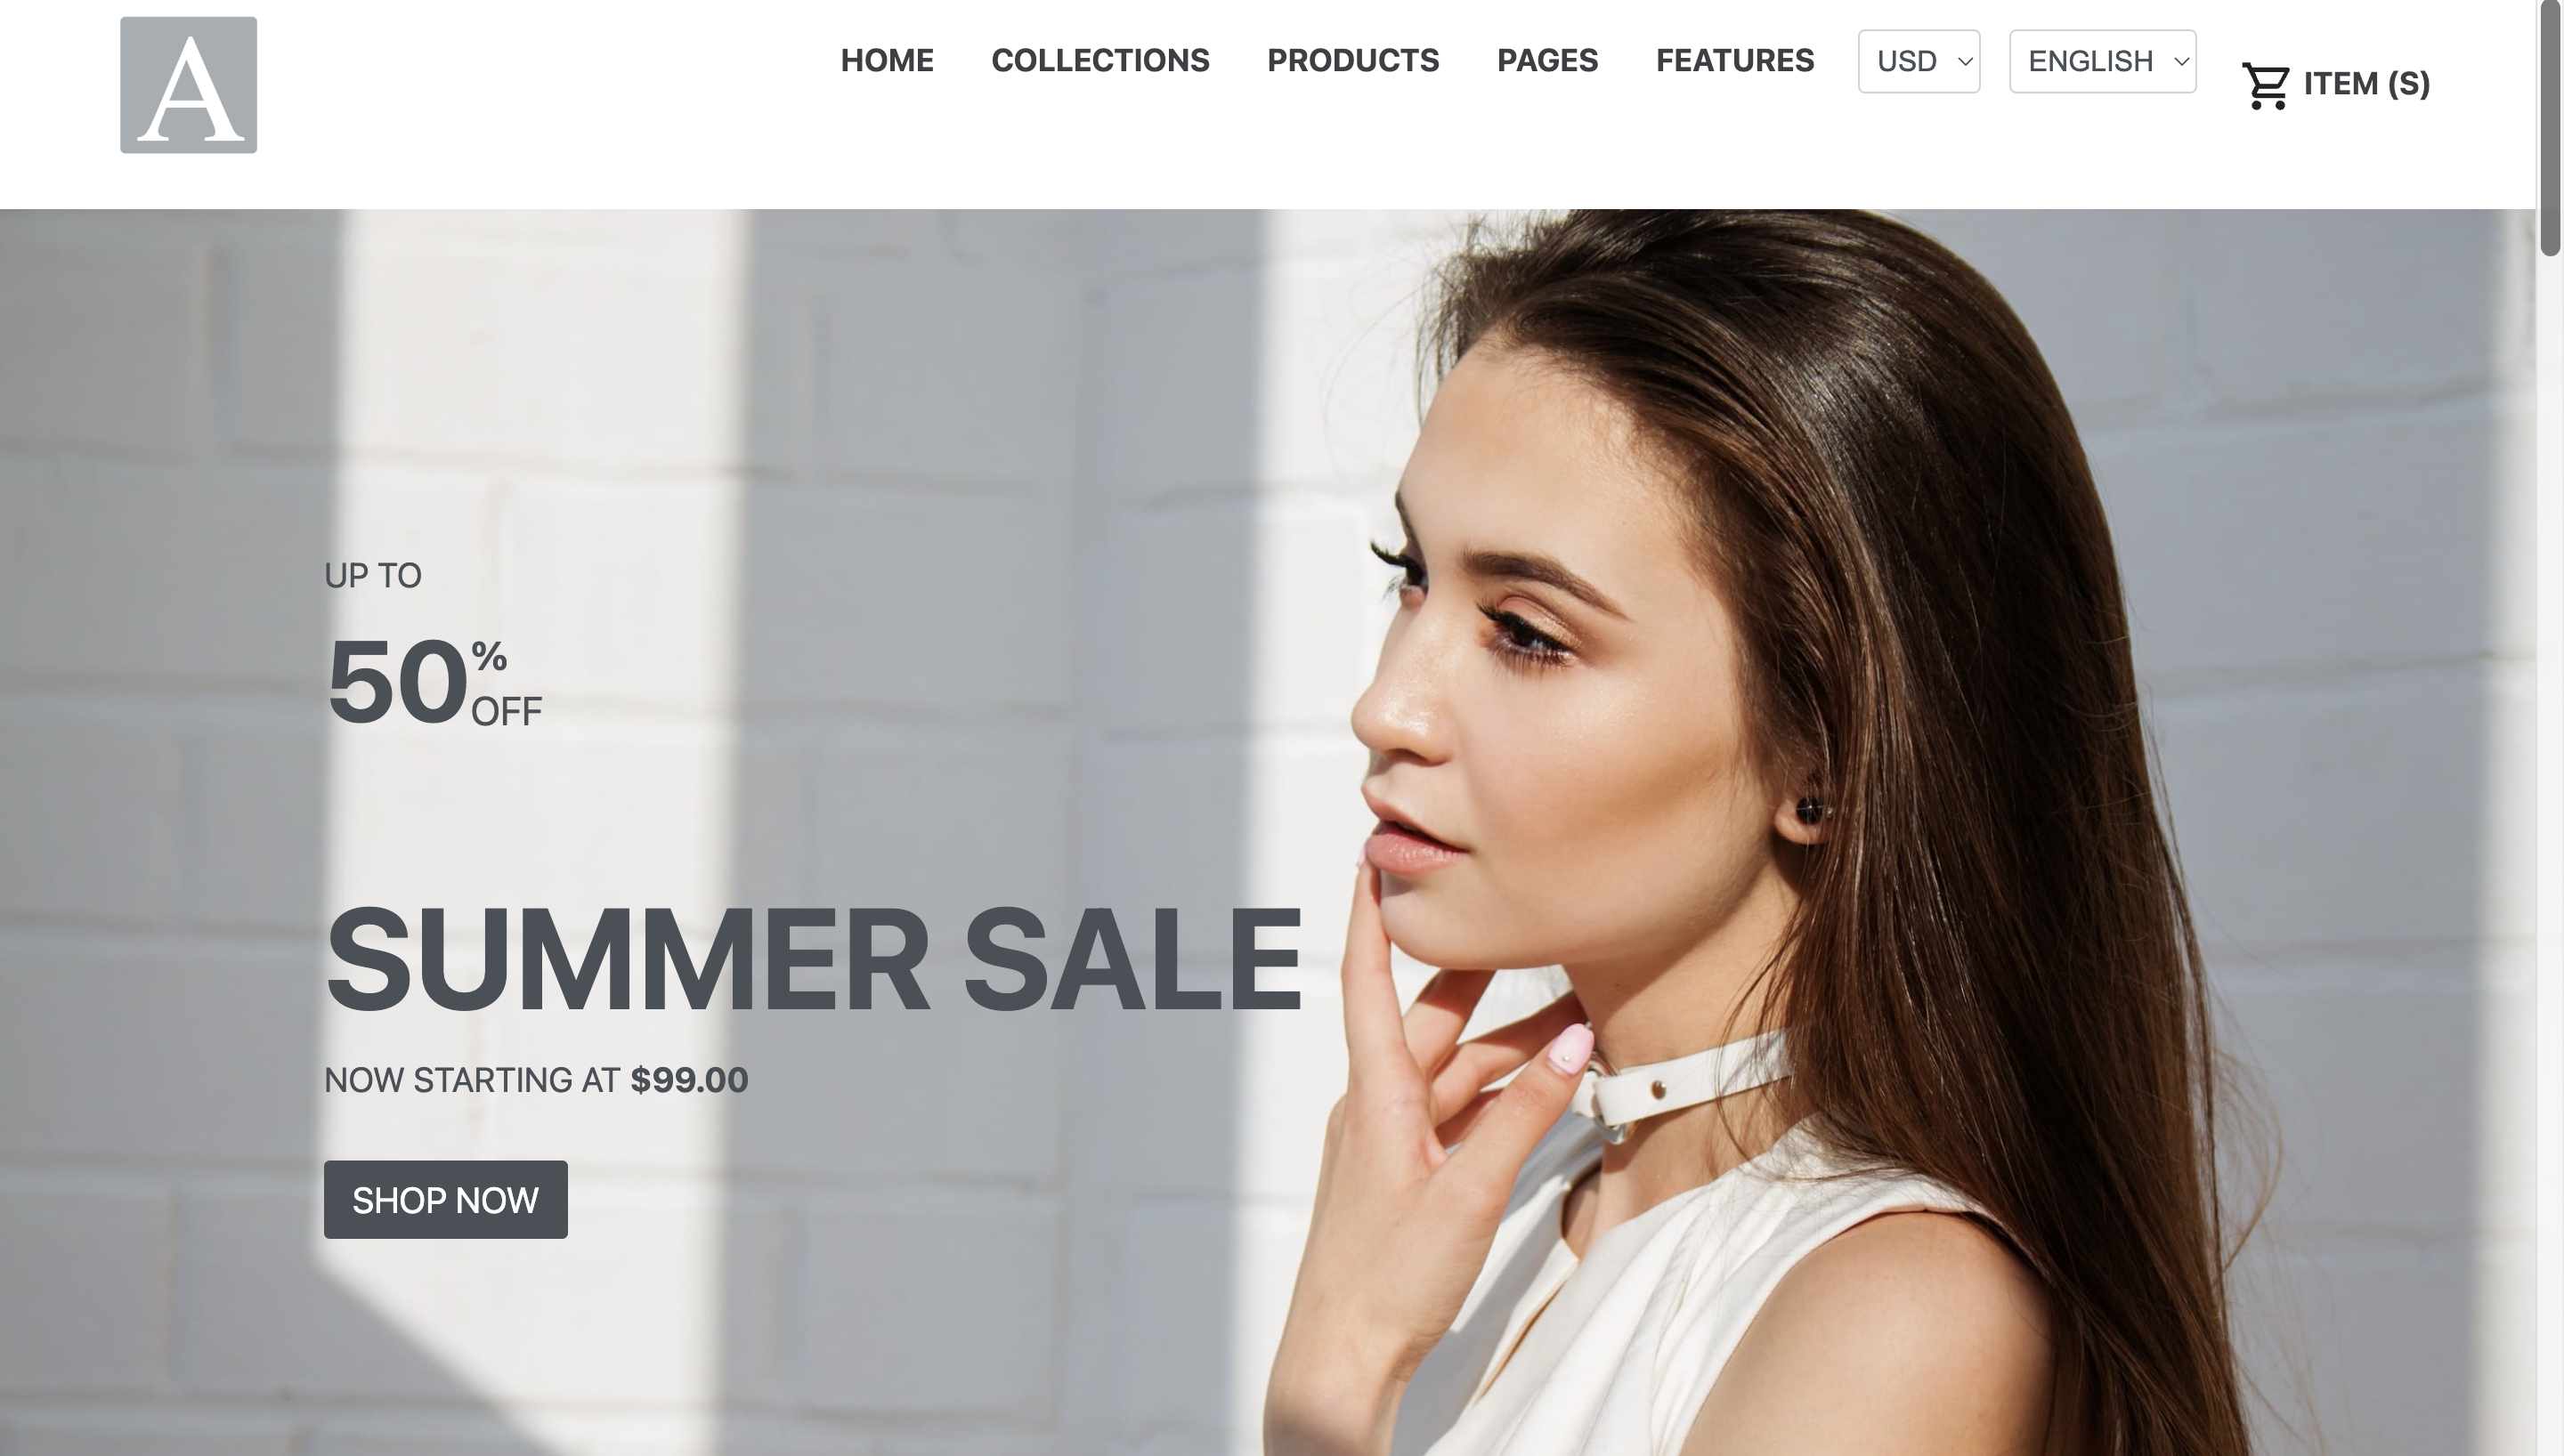 A
HOME COLLECTIONS PRODUCTS PAGES FEATURES USD ENGLISH ITEM (S)
UP TO
50%
OFF
SUMMER SALE
NOW STARTING AT $99.00
SHOP NOW